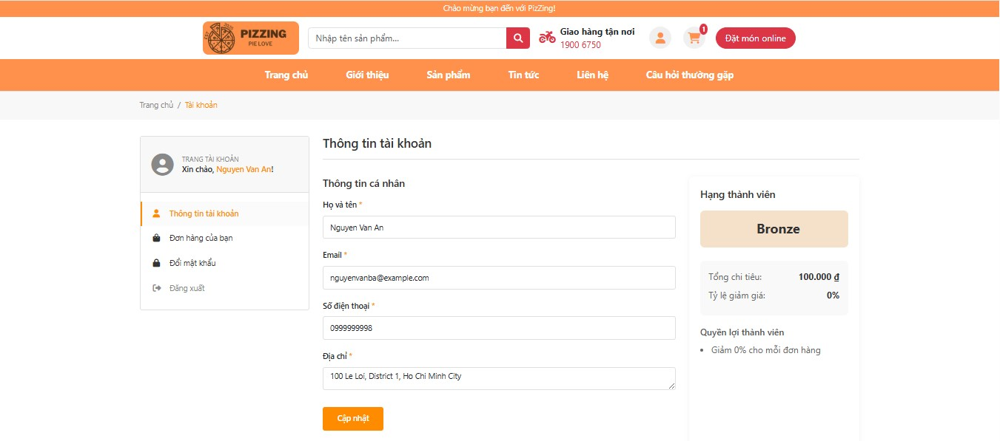 Chào mừng bạn đến với PizZing!
PIZZING
PIE LOVE
Nhập tên sản phẩm...
Giao hàng tận nơi
1900 6750
1
Đặt món online
Trang chủ
Giới thiệu
Sản phẩm
Tin tức
Liên hệ
Câu hỏi thường gặp
Trang chủ / Tài khoản
TRANG TÀI KHOẢN
Xin chào, Nguyen Van An!
Thông tin tài khoản
Đơn hàng của bạn
Đổi mật khẩu
Đăng xuất
Thông tin tài khoản
Thông tin cá nhân
Họ và tên *
Nguyen Van An
Email *
nguyenvanba@example.com
Số điện thoại *
0999999998
Địa chỉ *
100 Le Loi, District 1, Ho Chi Minh City
Cập nhật
Hạng thành viên
Bronze
Tổng chi tiêu: 100.000 ₫
Tỷ lệ giảm giá: 0%
Quyền lợi thành viên
• Giảm 0% cho mỗi đơn hàng